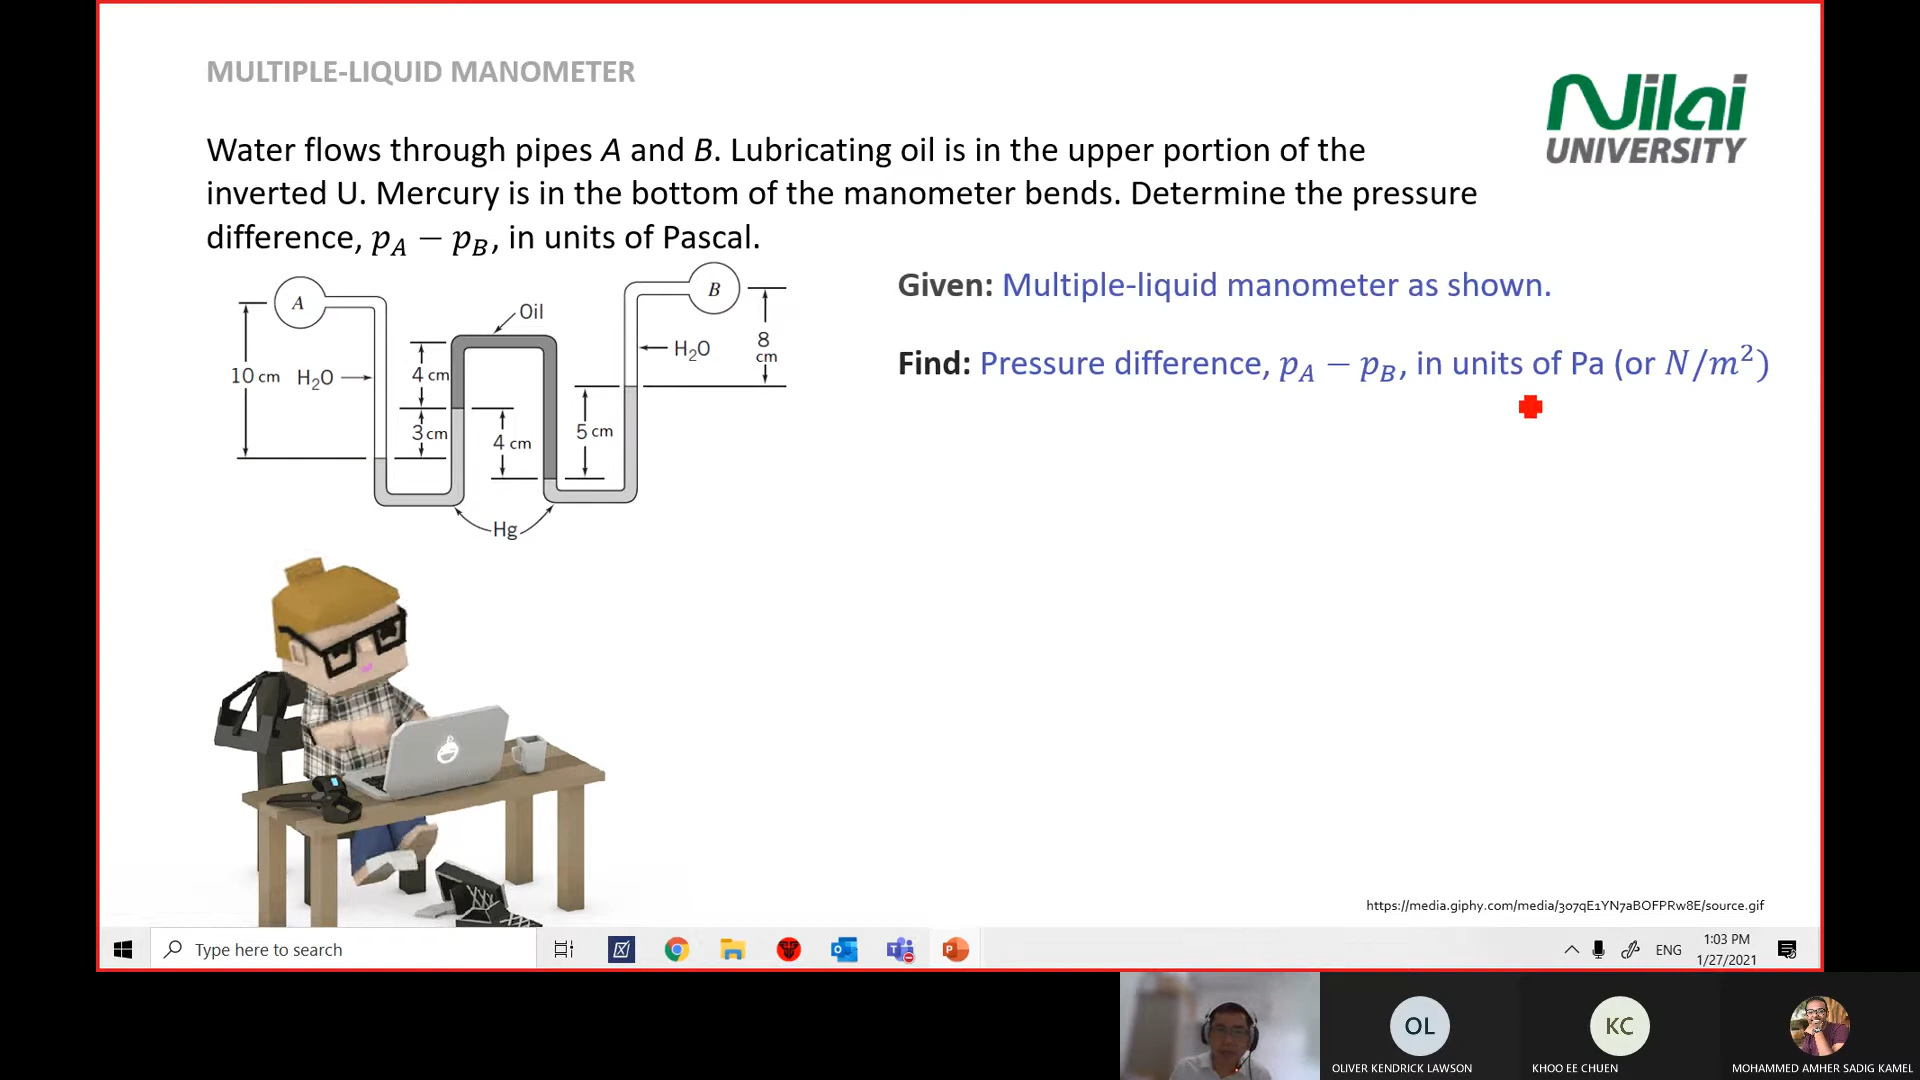 MULTIPLE-LIQUID MANOMETER
Nilai
UNIVERSITY
Water flows through pipes A and B. Lubricating oil is in the upper portion of the
inverted U. Mercury is in the bottom of the manometer bends. Determine the pressure
difference, p_A − p_B, in units of Pascal.
A
B
Oil
8
cm
H₂O
10 cm
H₂O
4 cm
3 cm
4 cm
5 cm
Hg
Given: Multiple-liquid manometer as shown.
Find: Pressure difference, p_A − p_B, in units of Pa (or N/m²)
https://media.giphy.com/media/3o7qE1YN7aBOFPRw8E/source.gif
Type here to search
ENG
1:03 PM
1/27/2021
OL
KC
OLIVER KENDRICK LAWSON
KHOO EE CHUEN
MOHAMMED AMHER SADIG KAMEL